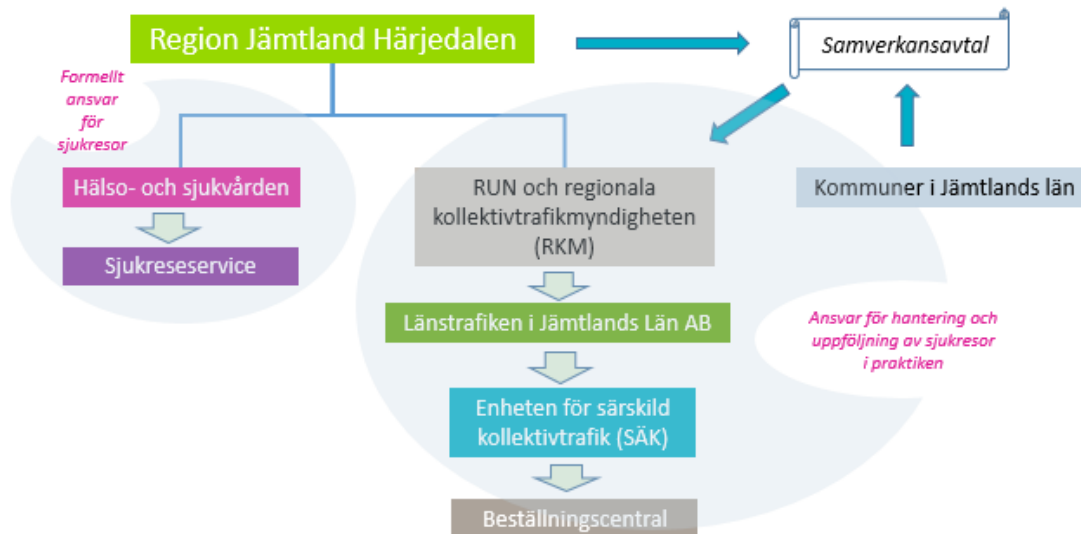 Region Jämtland Härjedalen
Samverkansavtal
Formellt
ansvar
för
sjukresor
Hälso- och sjukvården
RUN och regionala
kollektivtrafikmyndigheten
(RKM)
Kommuner i Jämtlands län
Sjukreseservice
Länstrafiken i Jämtlands Län AB
Ansvar för hantering och
uppföljning av sjukresor
i praktiken
Enheten för särskild
kollektivtrafik (SÄK)
Beställningscentral